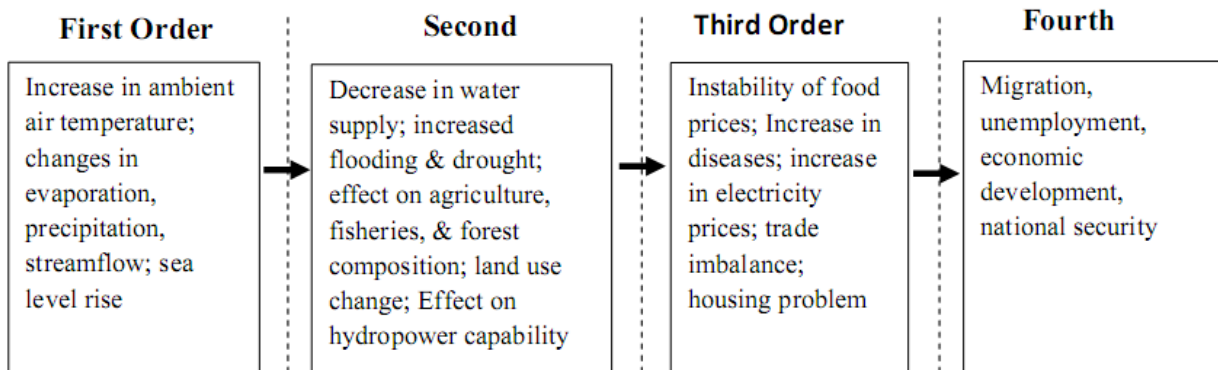 First Order
Increase in ambient
air temperature;
changes in
evaporation,
precipitation,
streamflow; sea
level rise
Second
Decrease in water
supply; increased
flooding & drought;
effect on agriculture,
fisheries, & forest
composition; land use
change; Effect on
hydropower capability
Third Order
Instability of food
prices; Increase in
diseases; increase
in electricity
prices; trade
imbalance;
housing problem
Fourth
Migration,
unemployment,
economic
development,
national security